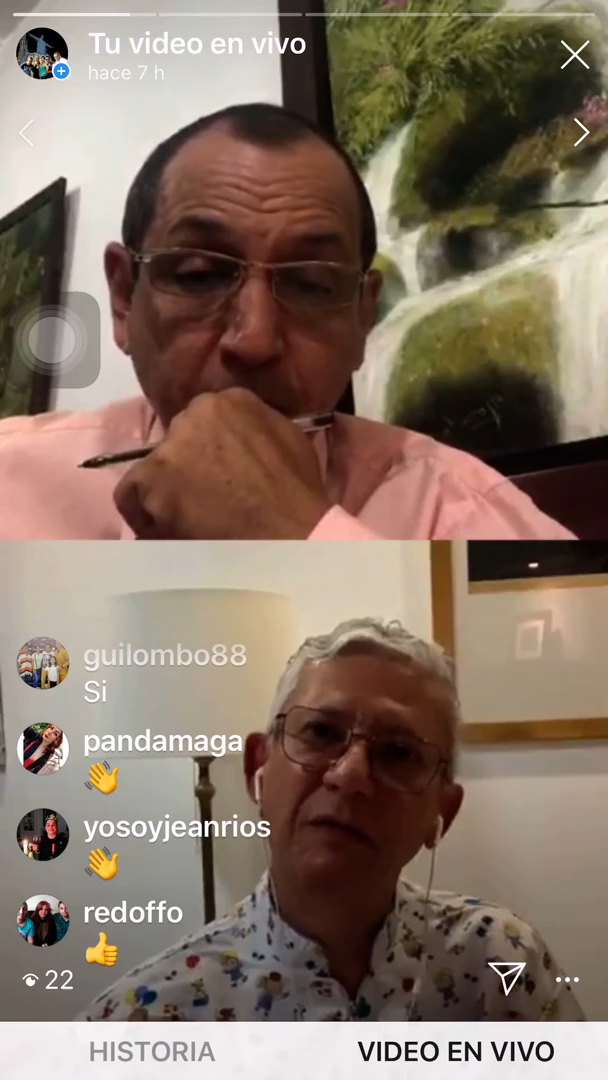 Tu video en vivo
hace 7 h
guilombo88
Si
pandamaga
👋
yosoyjeanrios
👋
redoffo
👍
22
HISTORIA
VIDEO EN VIVO